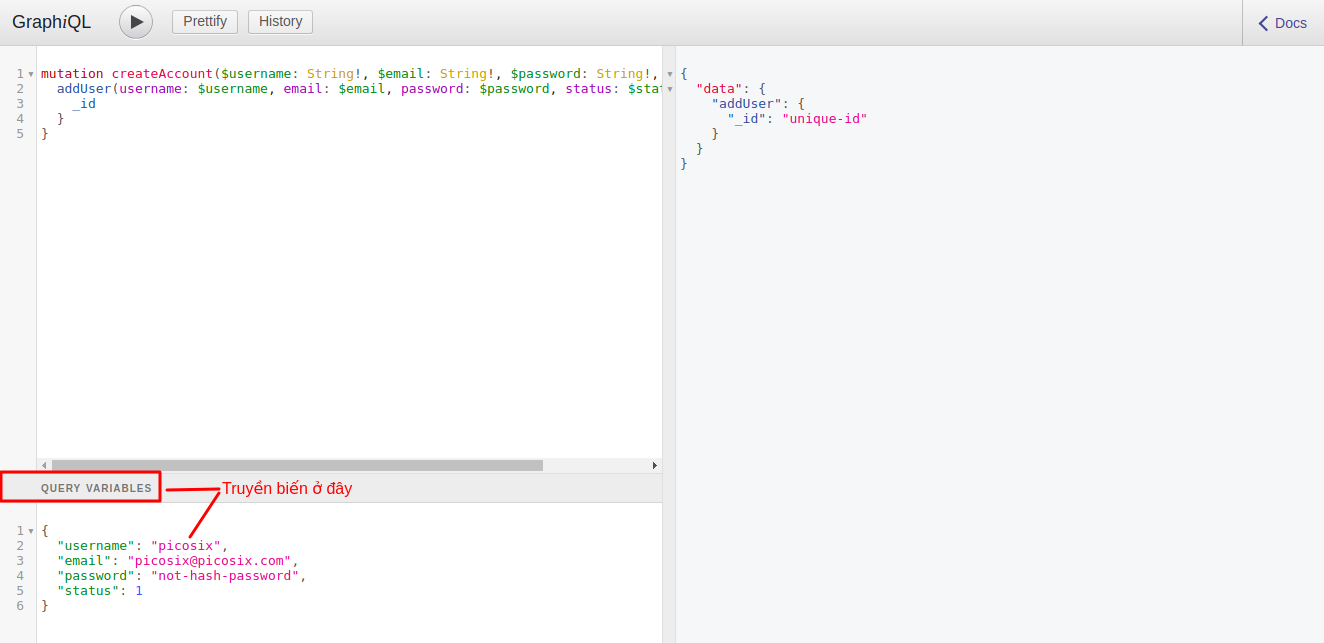 GraphiQL
Prettify
History
Docs
1 mutation createAccount($username: String!, $email: String!, $password: String!,
2 addUser(username: $username, email: $email, password: $password, status: $stat
3 _id
4 }
5 }
{
"data": {
"addUser": {
"_id": "unique-id"
}
}
}
QUERY VARIABLES
Truyền biến ở đây
1 {
2 "username": "picosix",
3 "email": "picosix@picosix.com",
4 "password": "not-hash-password",
5 "status": 1
6 }